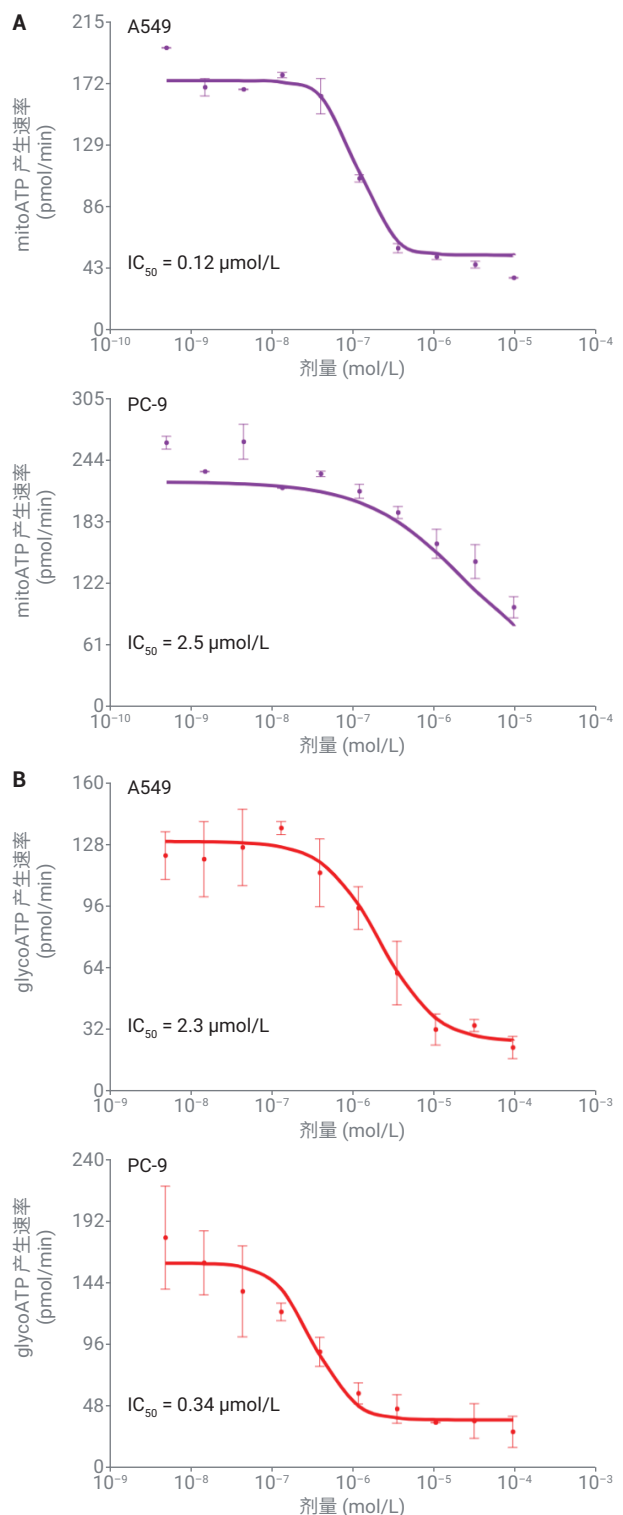 A
A549
215
172
129
86
43
0
mitoATP 产生速率
(pmol/min)
IC₅₀ = 0.12 µmol/L
10⁻¹⁰ 10⁻⁹ 10⁻⁸ 10⁻⁷ 10⁻⁶ 10⁻⁵ 10⁻⁴
剂量 (mol/L)
PC-9
305
244
183
122
61
0
mitoATP 产生速率
(pmol/min)
IC₅₀ = 2.5 µmol/L
10⁻¹⁰ 10⁻⁹ 10⁻⁸ 10⁻⁷ 10⁻⁶ 10⁻⁵ 10⁻⁴
剂量 (mol/L)
B
A549
160
128
96
64
32
0
glycoATP 产生速率
(pmol/min)
IC₅₀ = 2.3 µmol/L
10⁻⁹ 10⁻⁸ 10⁻⁷ 10⁻⁶ 10⁻⁵ 10⁻⁴ 10⁻³
剂量 (mol/L)
PC-9
240
192
144
96
48
0
glycoATP 产生速率
(pmol/min)
IC₅₀ = 0.34 µmol/L
10⁻⁹ 10⁻⁸ 10⁻⁷ 10⁻⁶ 10⁻⁵ 10⁻⁴ 10⁻³
剂量 (mol/L)